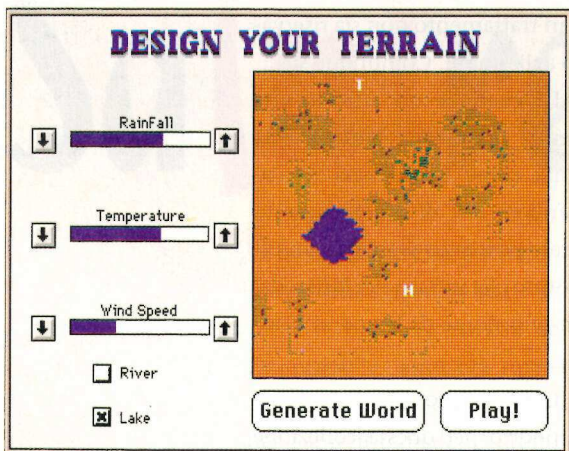 DESIGN YOUR TERRAIN
RainFall
Temperature
Wind Speed
River
Lake
T
H
Generate World
Play!